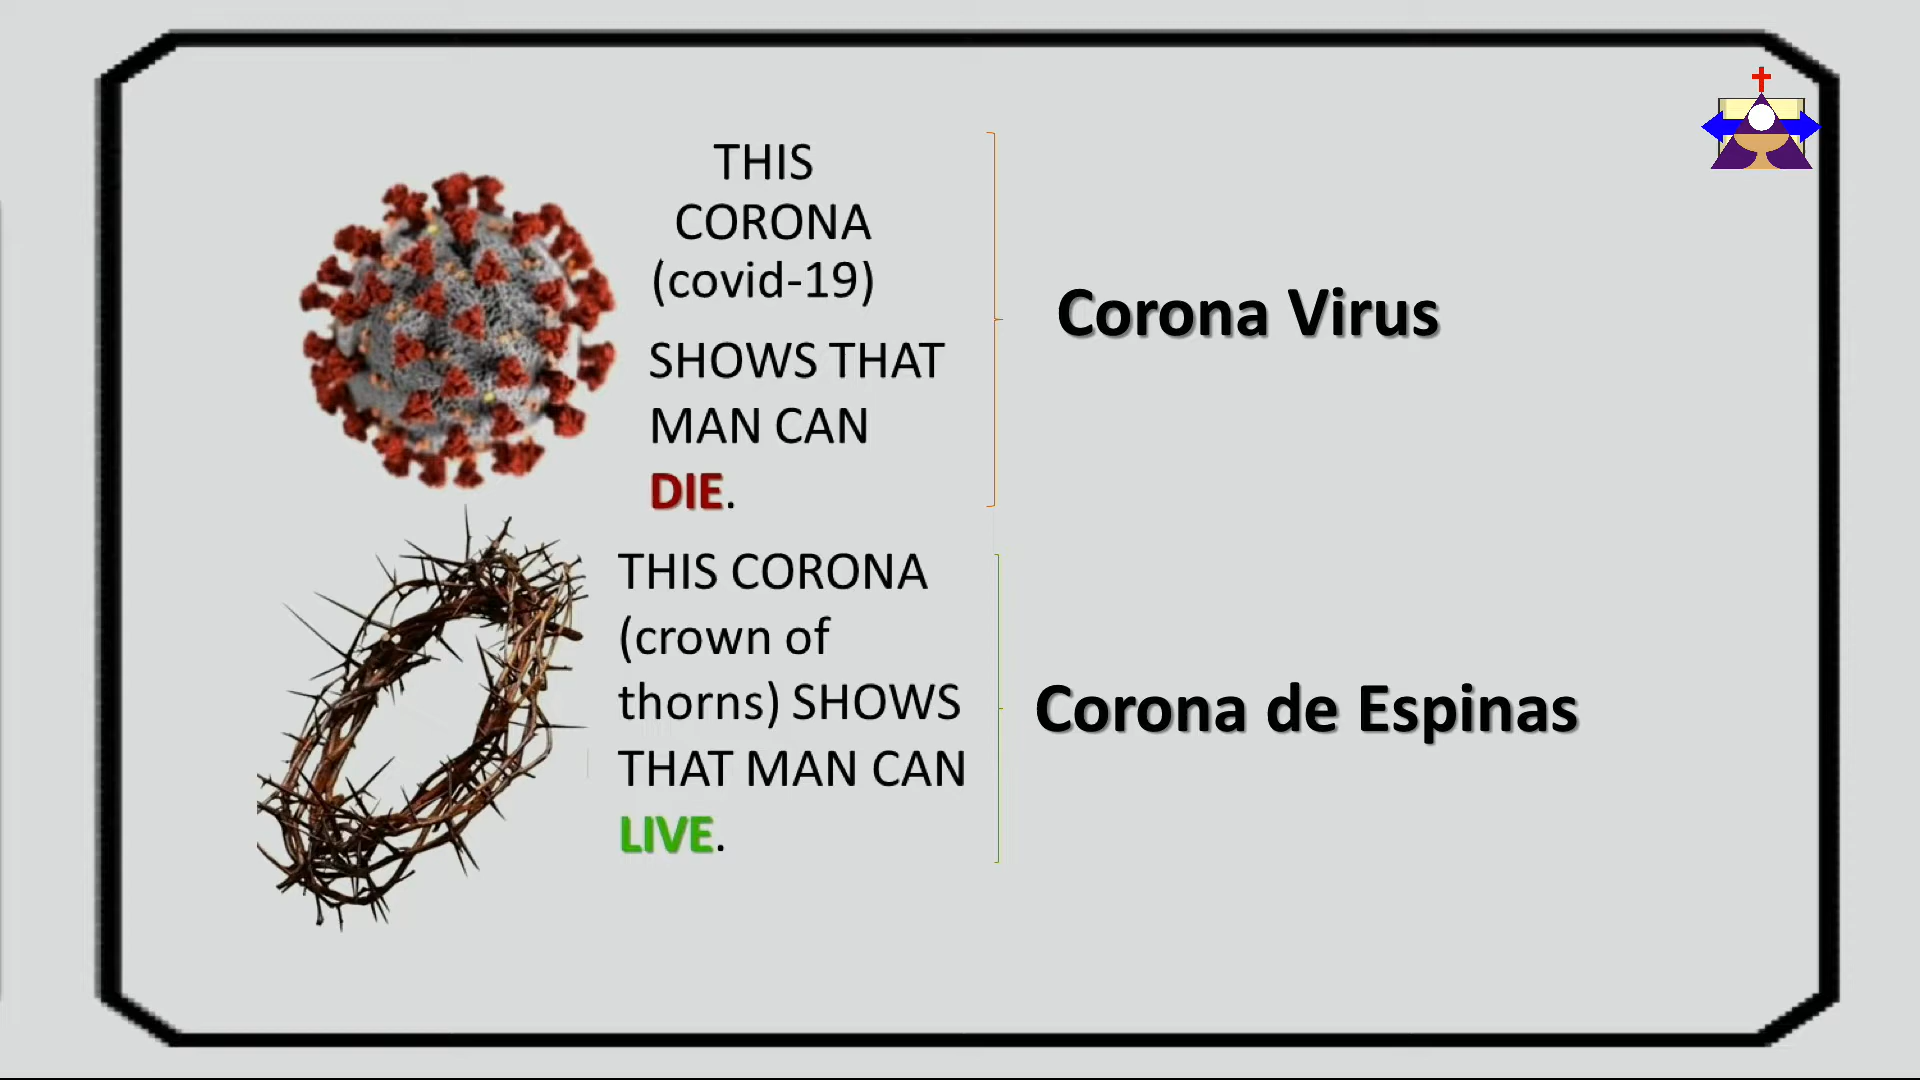 THIS
CORONA
(covid-19)
SHOWS THAT
MAN CAN
DIE.
Corona Virus
THIS CORONA
(crown of
thorns) SHOWS
THAT MAN CAN
LIVE.
Corona de Espinas